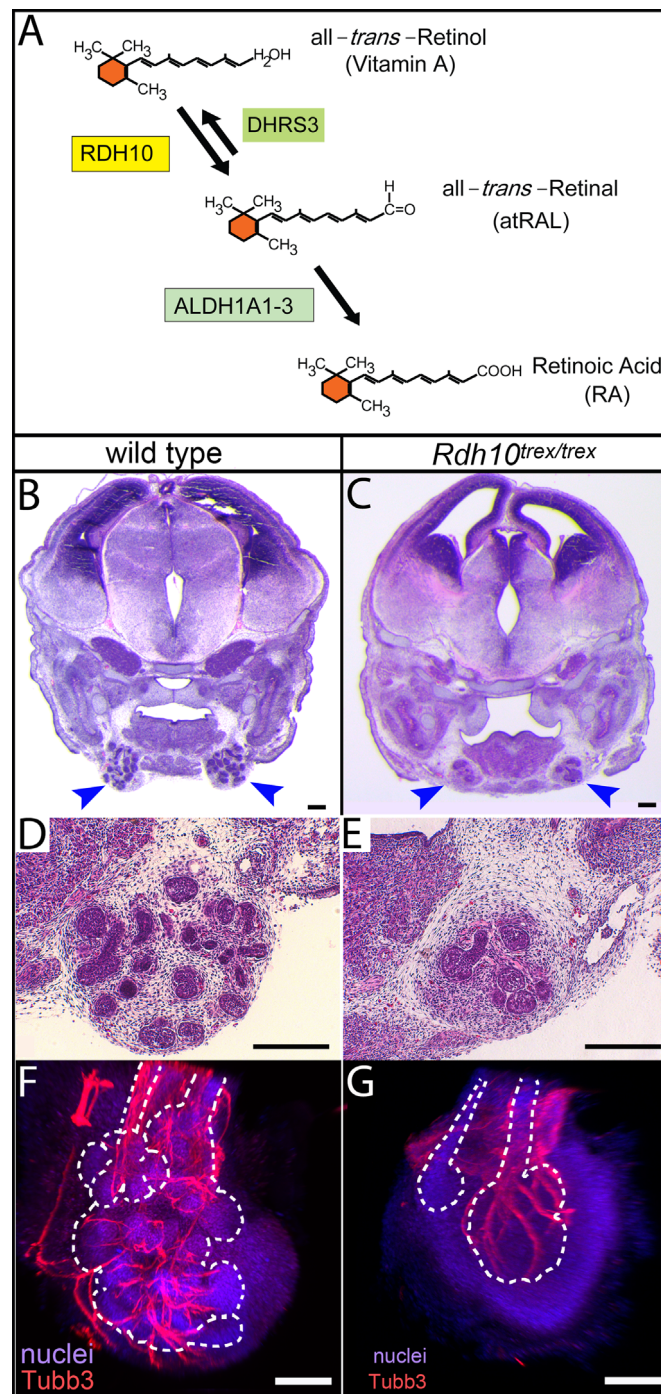 A
H₃C CH₃
H₂OH
CH₃
all–trans–Retinol
(Vitamin A)
DHRS3
RDH10
H
H₃C CH₃
C=O
CH₃
all–trans–Retinal
(atRAL)
ALDH1A1-3
H₃C CH₃
COOH
CH₃
Retinoic Acid
(RA)
wild type
Rdh10trex/trex
B
C
D
E
F
G
nuclei
Tubb3
nuclei
Tubb3